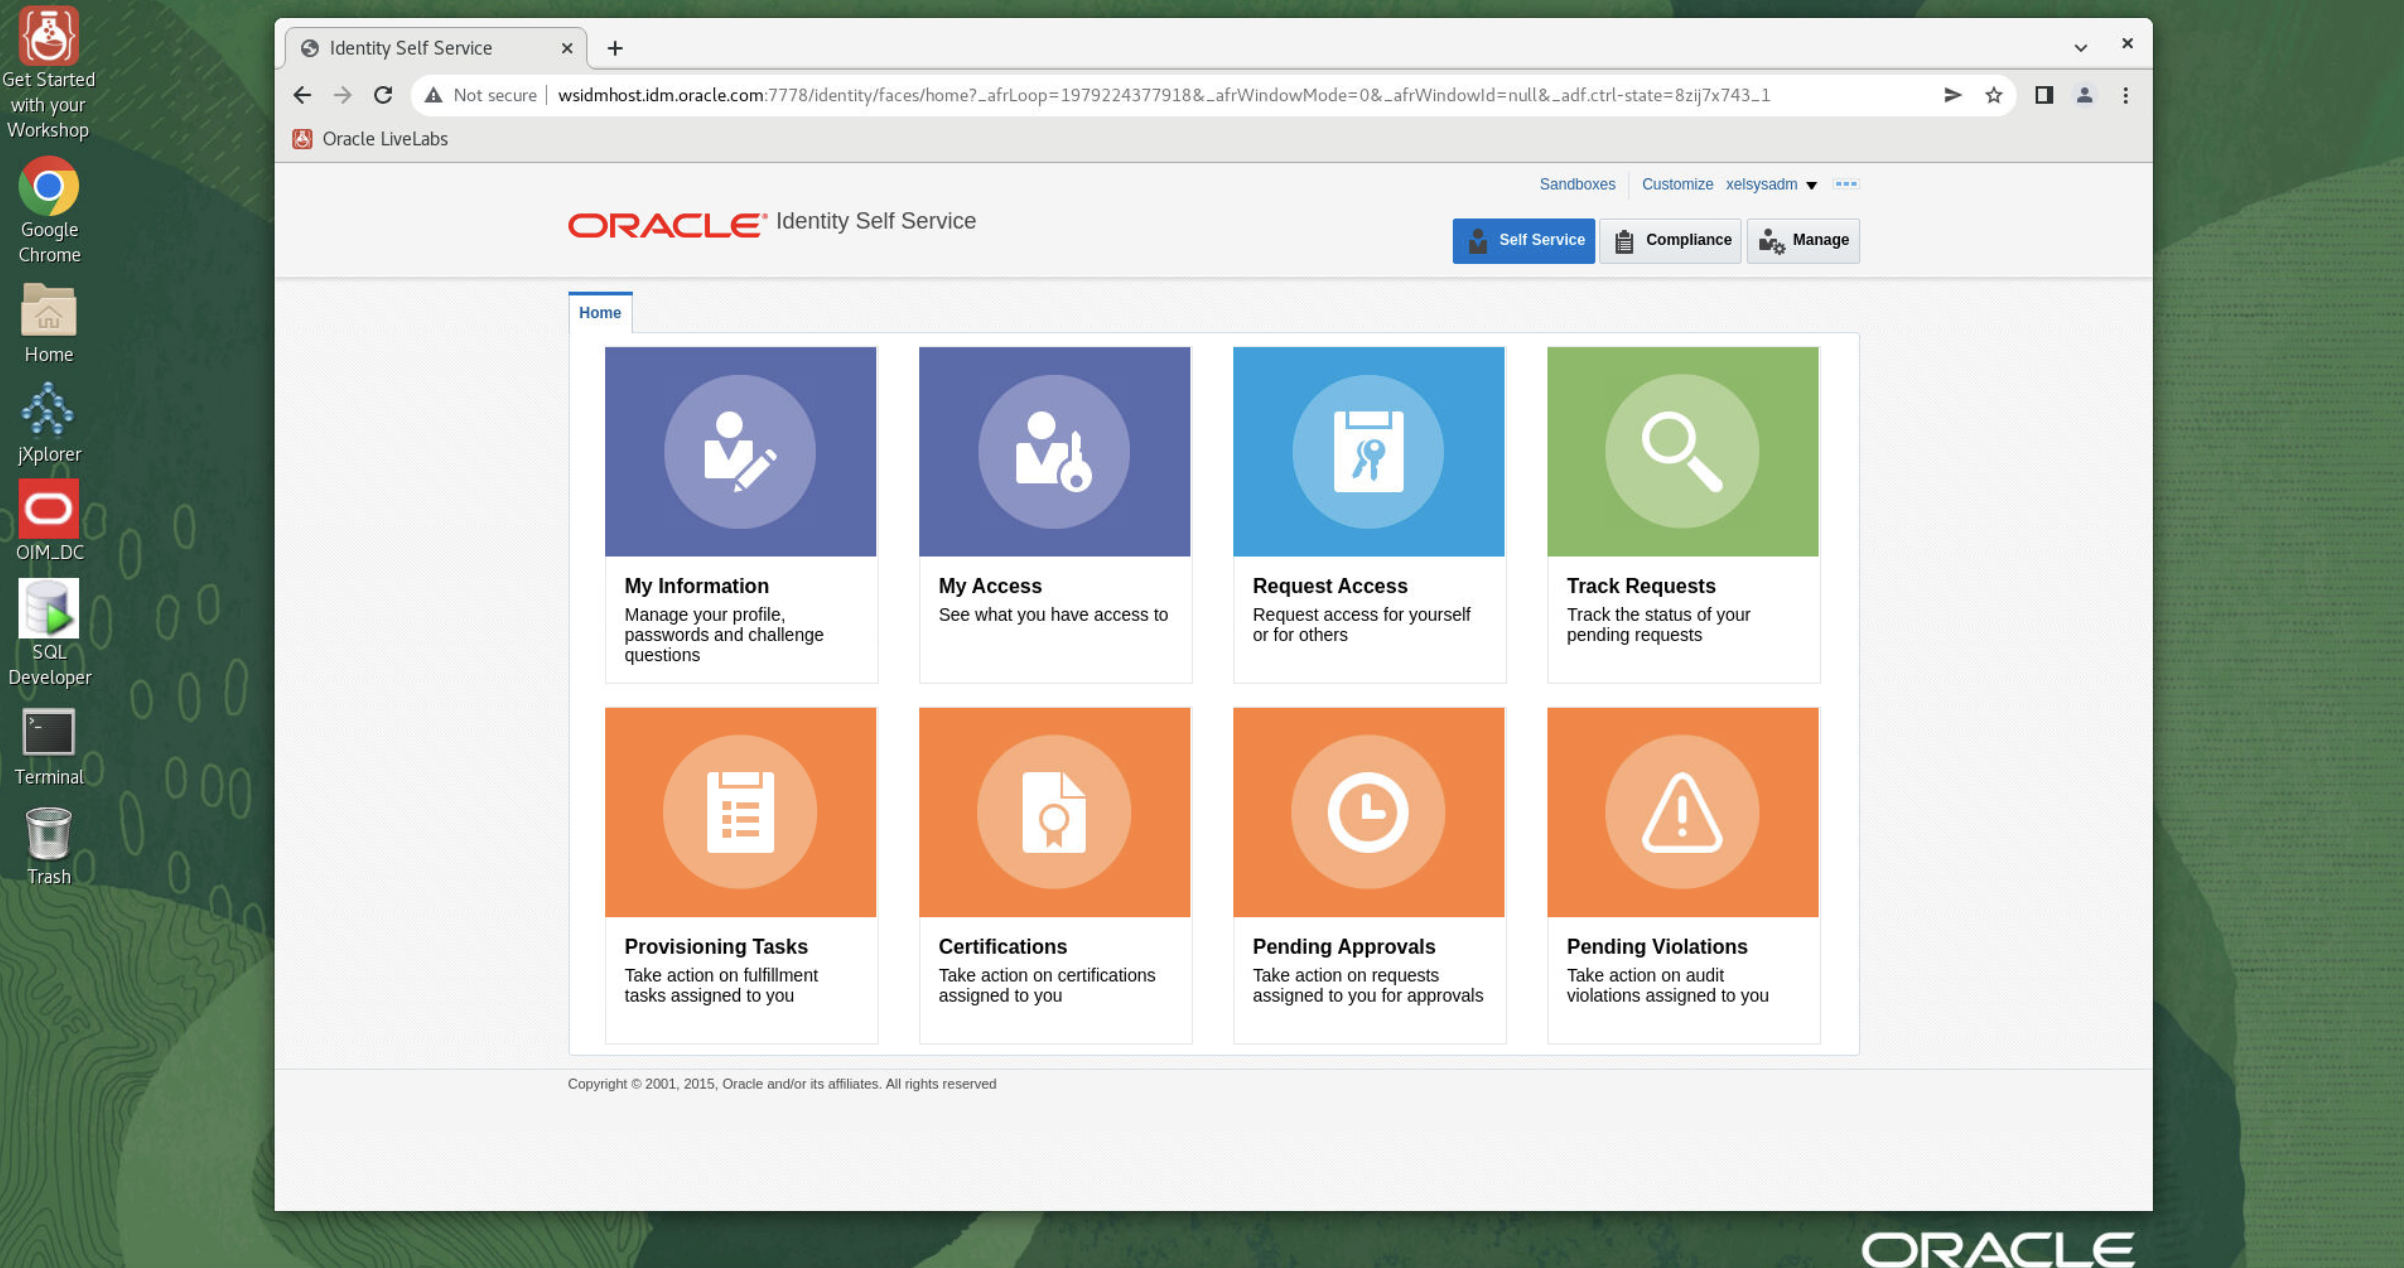 Get Started
with your
Workshop
Google
Chrome
Home
jXplorer
OIM_DC
SQL
Developer
Terminal
Trash
Identity Self Service
Not secure
wsidmhost.idm.oracle.com:7778/identity/faces/home?_afrLoop=1979224377918&_afrWindowMode=0&_afrWindowId=null&_adf.ctrl-state=8zij7x743_1
Oracle LiveLabs
Sandboxes Customize xelsysadm
ORACLE® Identity Self Service
Self Service Compliance Manage
Home
My Information
Manage your profile,
passwords and challenge
questions
My Access
See what you have access to
Request Access
Request access for yourself
or for others
Track Requests
Track the status of your
pending requests
Provisioning Tasks
Take action on fulfillment
tasks assigned to you
Certifications
Take action on certifications
assigned to you
Pending Approvals
Take action on requests
assigned to you for approvals
Pending Violations
Take action on audit
violations assigned to you
Copyright © 2001, 2015, Oracle and/or its affiliates. All rights reserved
ORACLE